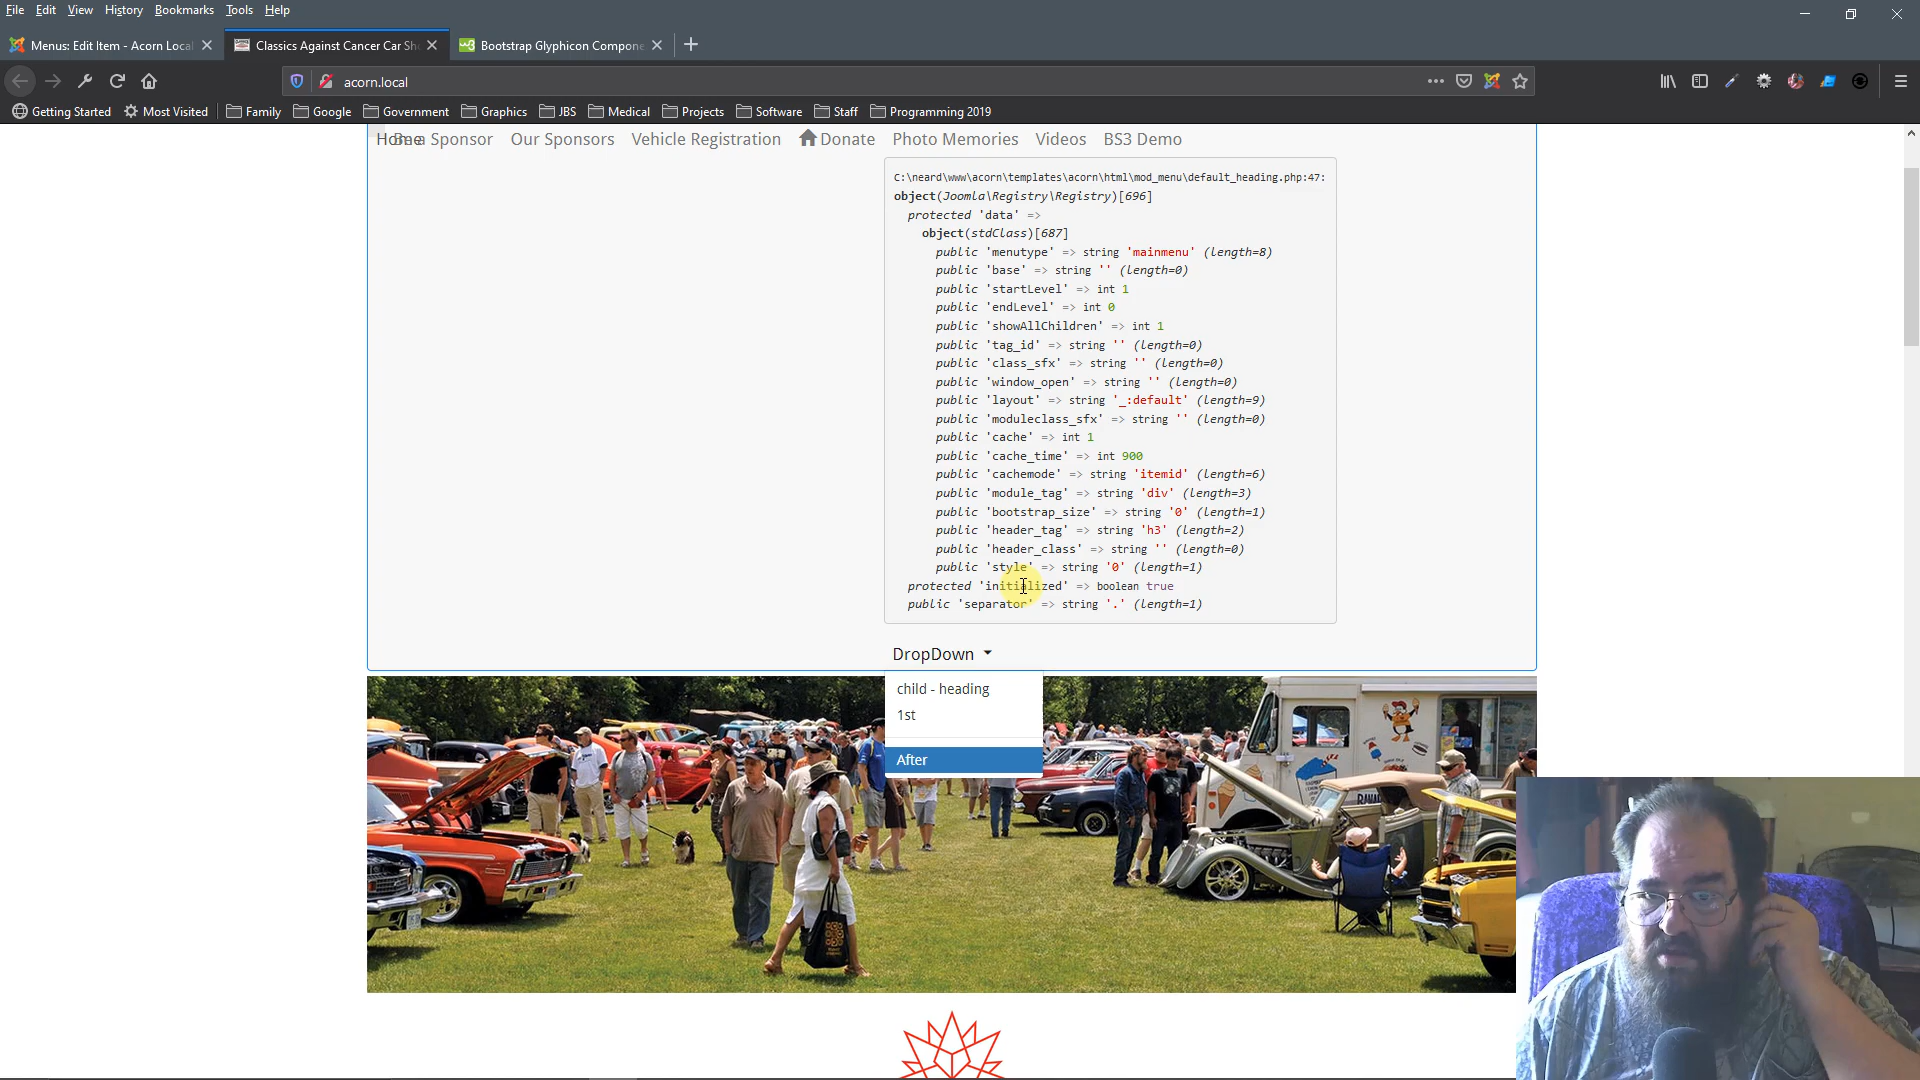 File Edit View History Bookmarks Tools Help
Menus: Edit Item - Acorn Local
Classics Against Cancer Car Sh
Bootstrap Glyphicon Compone
acorn.local
Getting Started Most Visited Family Google Government Graphics JBS Medical Projects Software Staff Programming 2019
Home Be a Sponsor Our Sponsors Vehicle Registration Donate Photo Memories Videos BS3 Demo
C:\neard\www\acorn\templates\acorn\html\mod_menu\default_heading.php:47:
object(Joomla\Registry\Registry)[696]
protected 'data' =>
object(stdClass)[687]
public 'menutype' => string 'mainmenu' (length=8)
public 'base' => string '' (length=0)
public 'startLevel' => int 1
public 'endLevel' => int 0
public 'showAllChildren' => int 1
public 'tag_id' => string '' (length=0)
public 'class_sfx' => string '' (length=0)
public 'window_open' => string '' (length=0)
public 'layout' => string '_:default' (length=9)
public 'moduleclass_sfx' => string '' (length=0)
public 'cache' => int 1
public 'cache_time' => int 900
public 'cachemode' => string 'itemid' (length=6)
public 'module_tag' => string 'div' (length=3)
public 'bootstrap_size' => string '0' (length=1)
public 'header_tag' => string 'h3' (length=2)
public 'header_class' => string '' (length=0)
public 'style' => string '0' (length=1)
protected 'initialized' => boolean true
public 'separator' => string '.' (length=1)
DropDown
child - heading
1st
After